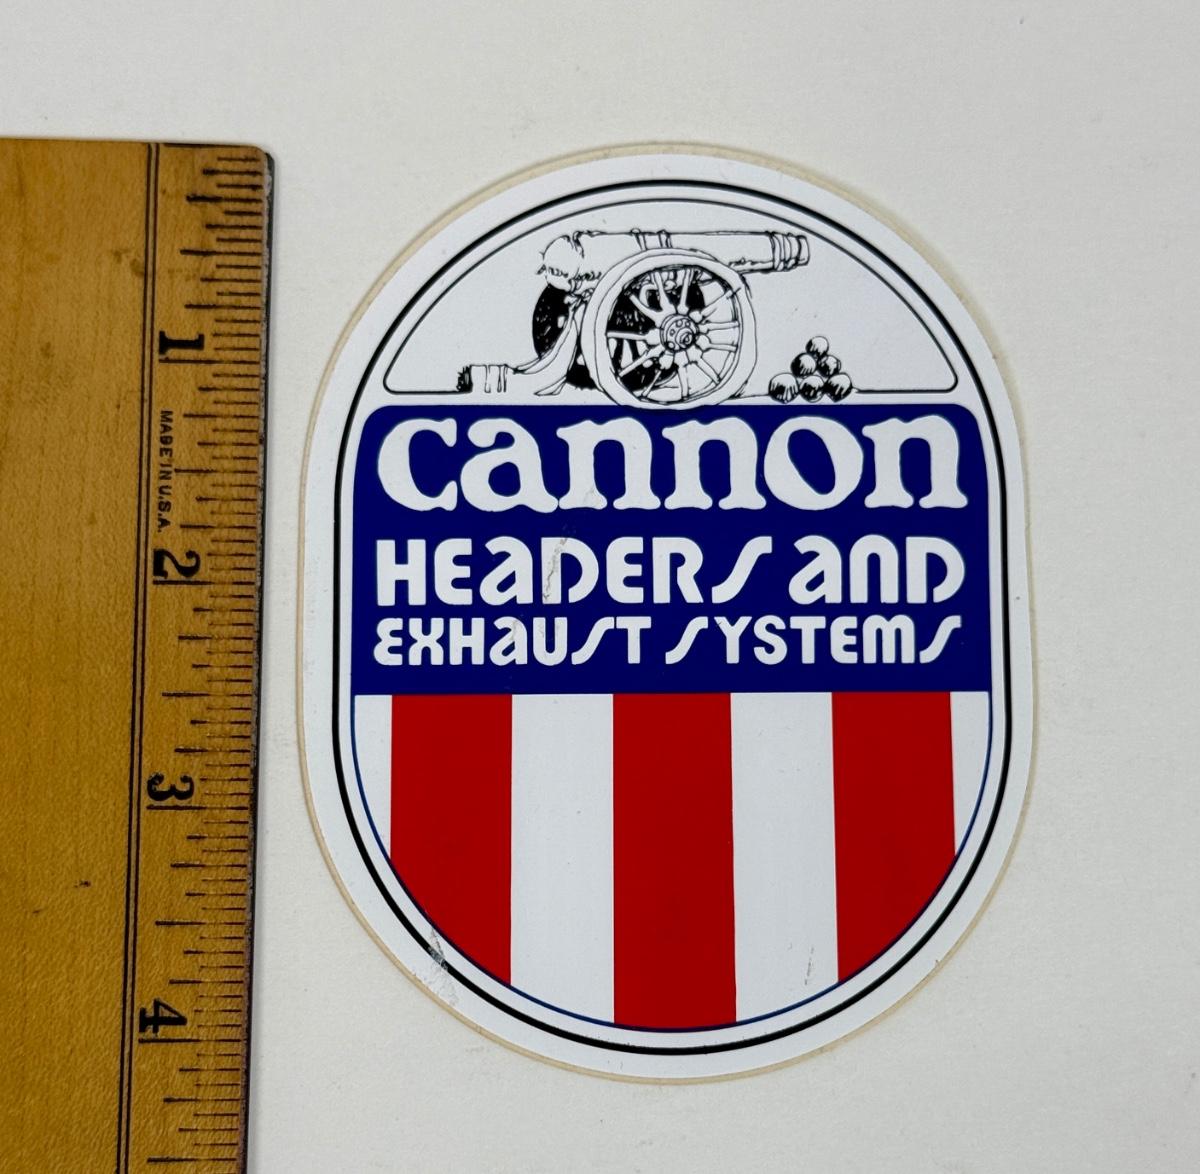 cannon
HEADERS AND
EXHAUST SYSTEMS
1
MADE IN U.S.A.
2
3
4